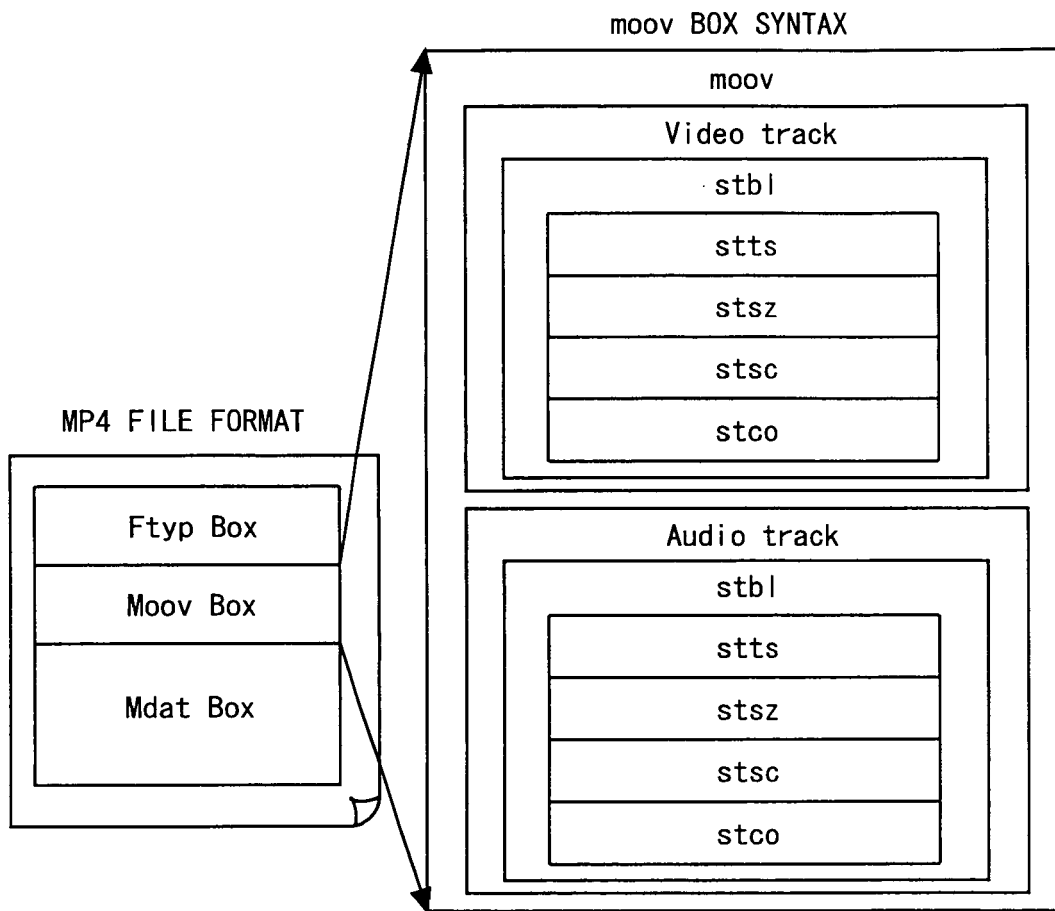 moov BOX SYNTAX
moov
Video track
stbl
stts
stsz
stsc
stco
MP4 FILE FORMAT
Ftyp Box
Moov Box
Mdat Box
Audio track
stbl
stts
stsz
stsc
stco